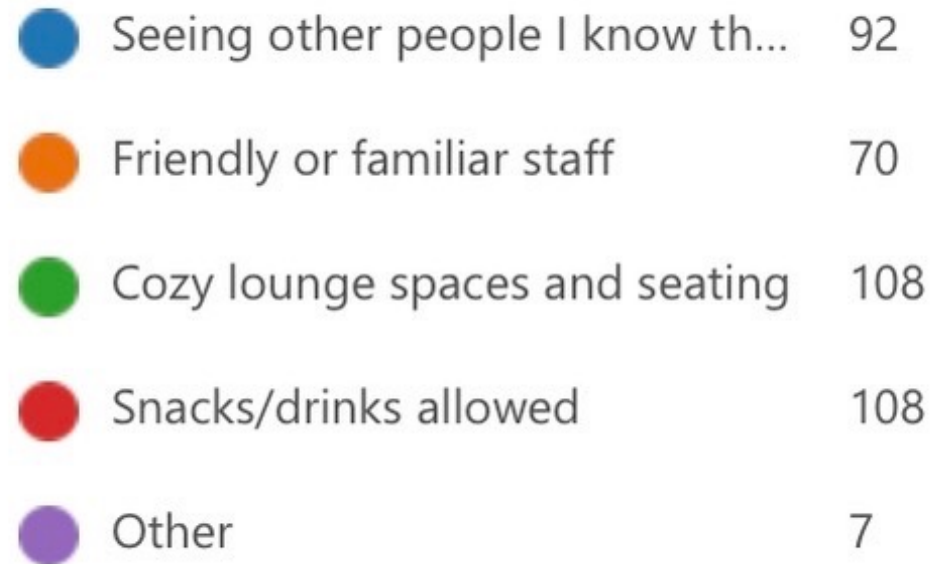 Seeing other people I know th... 92
Friendly or familiar staff 70
Cozy lounge spaces and seating 108
Snacks/drinks allowed 108
Other 7